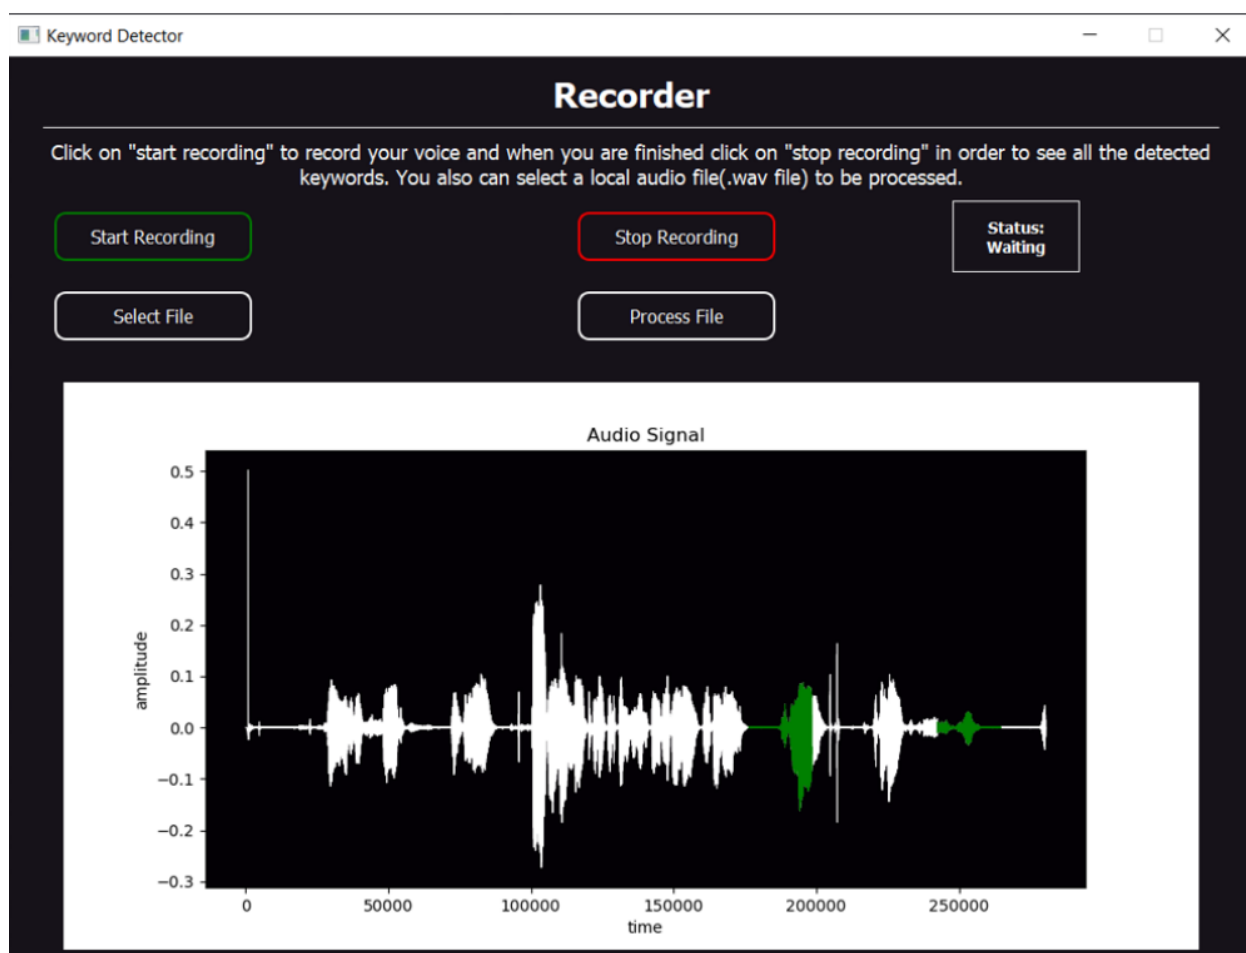 Keyword Detector
Recorder
Click on "start recording" to record your voice and when you are finished click on "stop recording" in order to see all the detected
keywords. You also can select a local audio file(.wav file) to be processed.
Start Recording
Stop Recording
Status:
Waiting
Select File
Process File
Audio Signal
0.5
0.4
0.3
0.2
0.1
0.0
−0.1
−0.2
−0.3
amplitude
0 50000 100000 150000 200000 250000
time